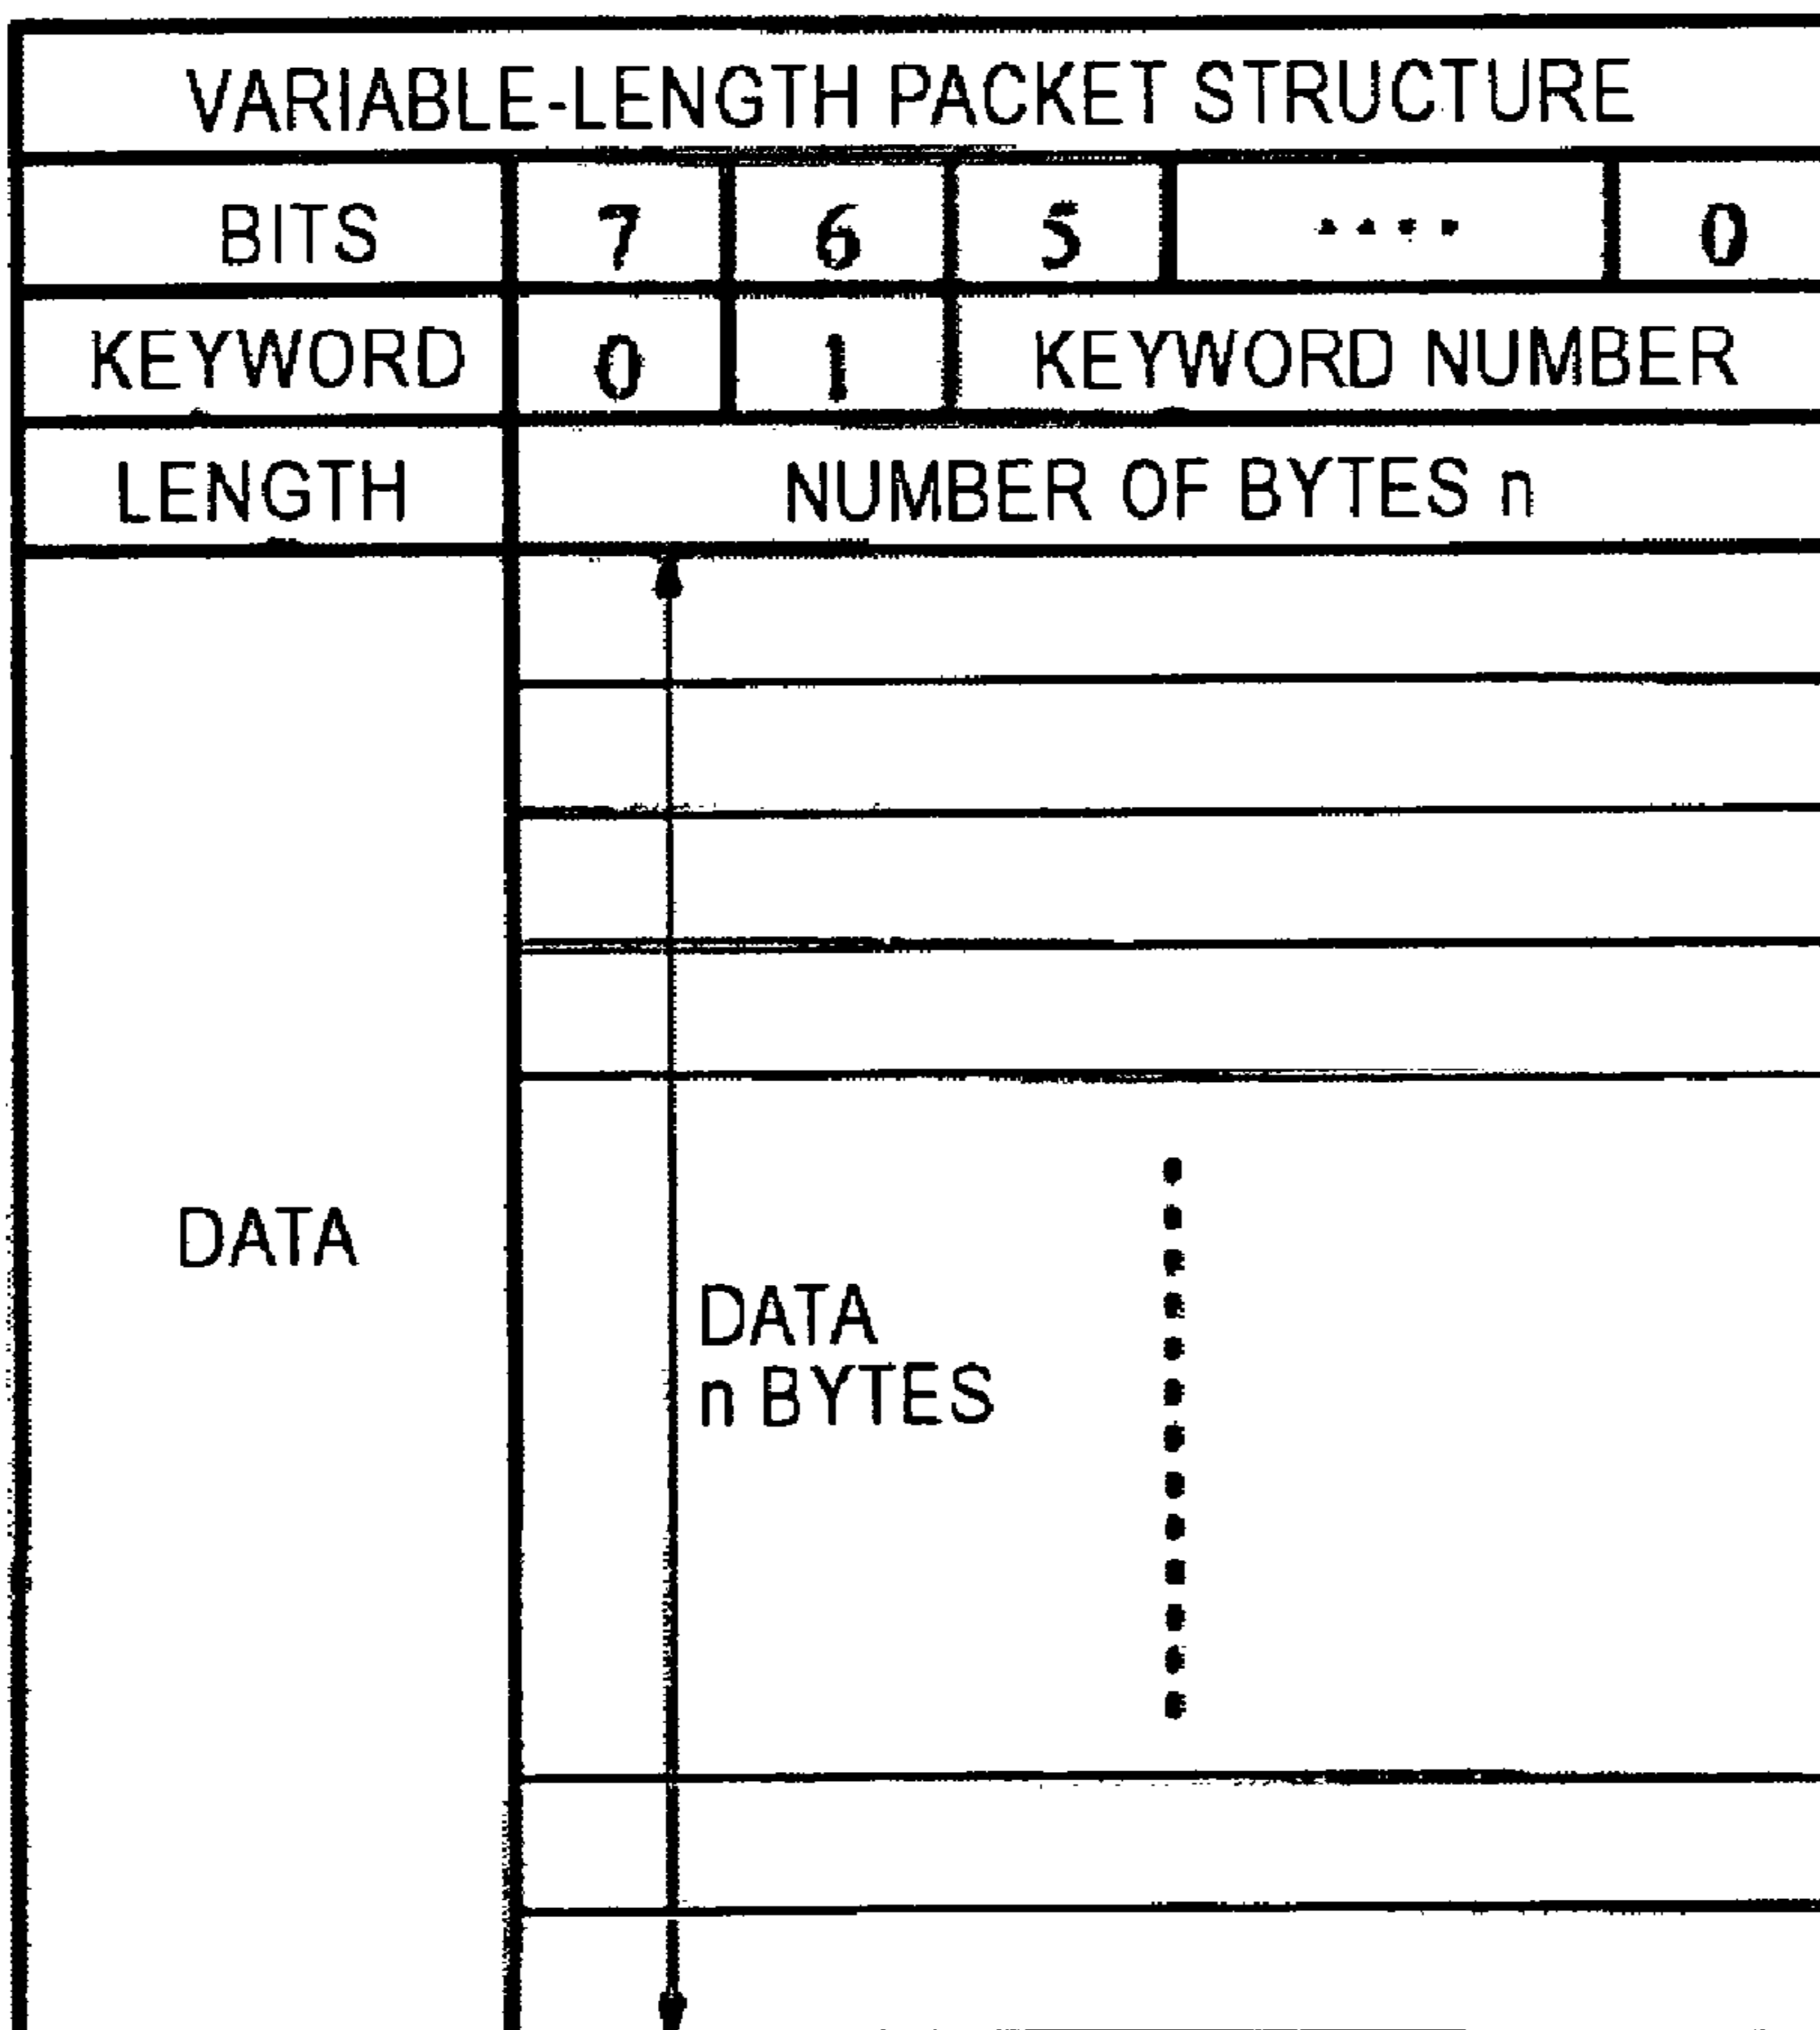 VARIABLE-LENGTH PACKET STRUCTURE
BITS 7 6 5 .... 0
KEYWORD 0 1 KEYWORD NUMBER
LENGTH NUMBER OF BYTES n
DATA
DATA
n BYTES